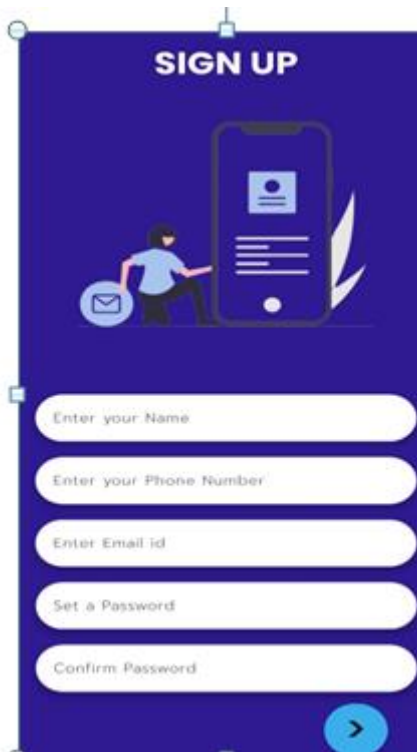 SIGN UP
Enter your Name
Enter your Phone Number
Enter Email id
Set a Password
Confirm Password